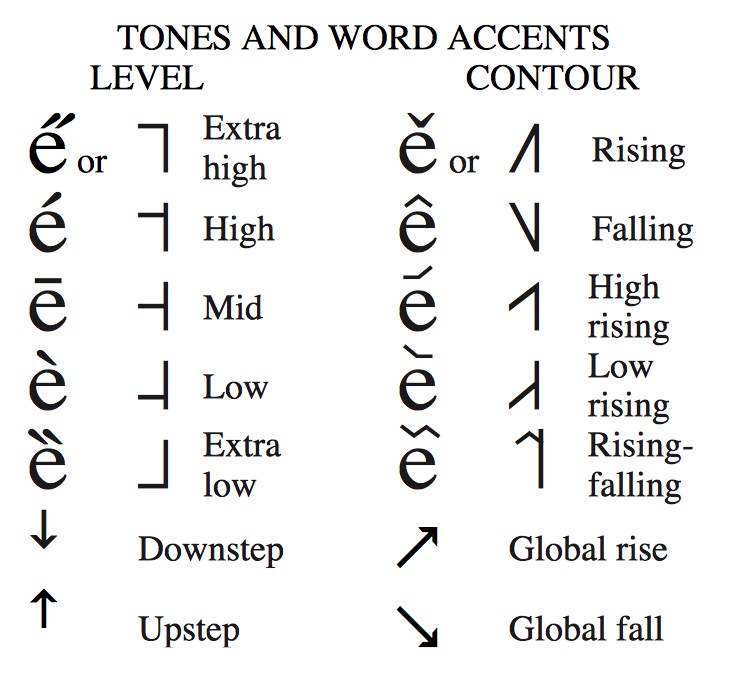 TONES AND WORD ACCENTS
LEVEL CONTOUR
e̋ or ˥ Extra high ě or ˩˥ Rising
é ˦ High ê ˥˩ Falling
ē ˧ Mid e᷄ ˧˥ High rising
è ˨ Low e᷅ ˩˧ Low rising
ȅ ˩ Extra low e᷈ ˧˥˧ Rising-falling
↓ Downstep ↗ Global rise
↑ Upstep ↘ Global fall